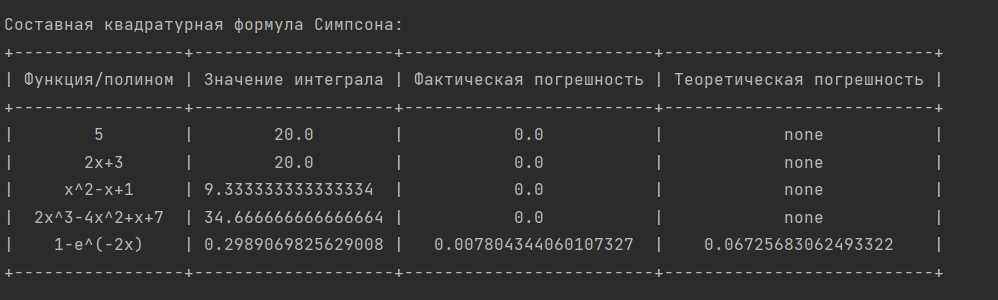 Составная квадратурная формула Симпсона:
+-----------------+--------------------+-------------------------+---------------------------+
| Функция/полином | Значение интеграла | Фактическая погрешность | Теоретическая погрешность |
+-----------------+--------------------+-------------------------+---------------------------+
| 5 | 20.0 | 0.0 | none |
| 2x+3 | 20.0 | 0.0 | none |
| x^2-x+1 | 9.333333333333334 | 0.0 | none |
| 2x^3-4x^2+x+7 | 34.666666666666664 | 0.0 | none |
| 1-e^(-2x) | 0.2989069825629008 | 0.007804344060107327 | 0.06725683062493322 |
+-----------------+--------------------+-------------------------+---------------------------+